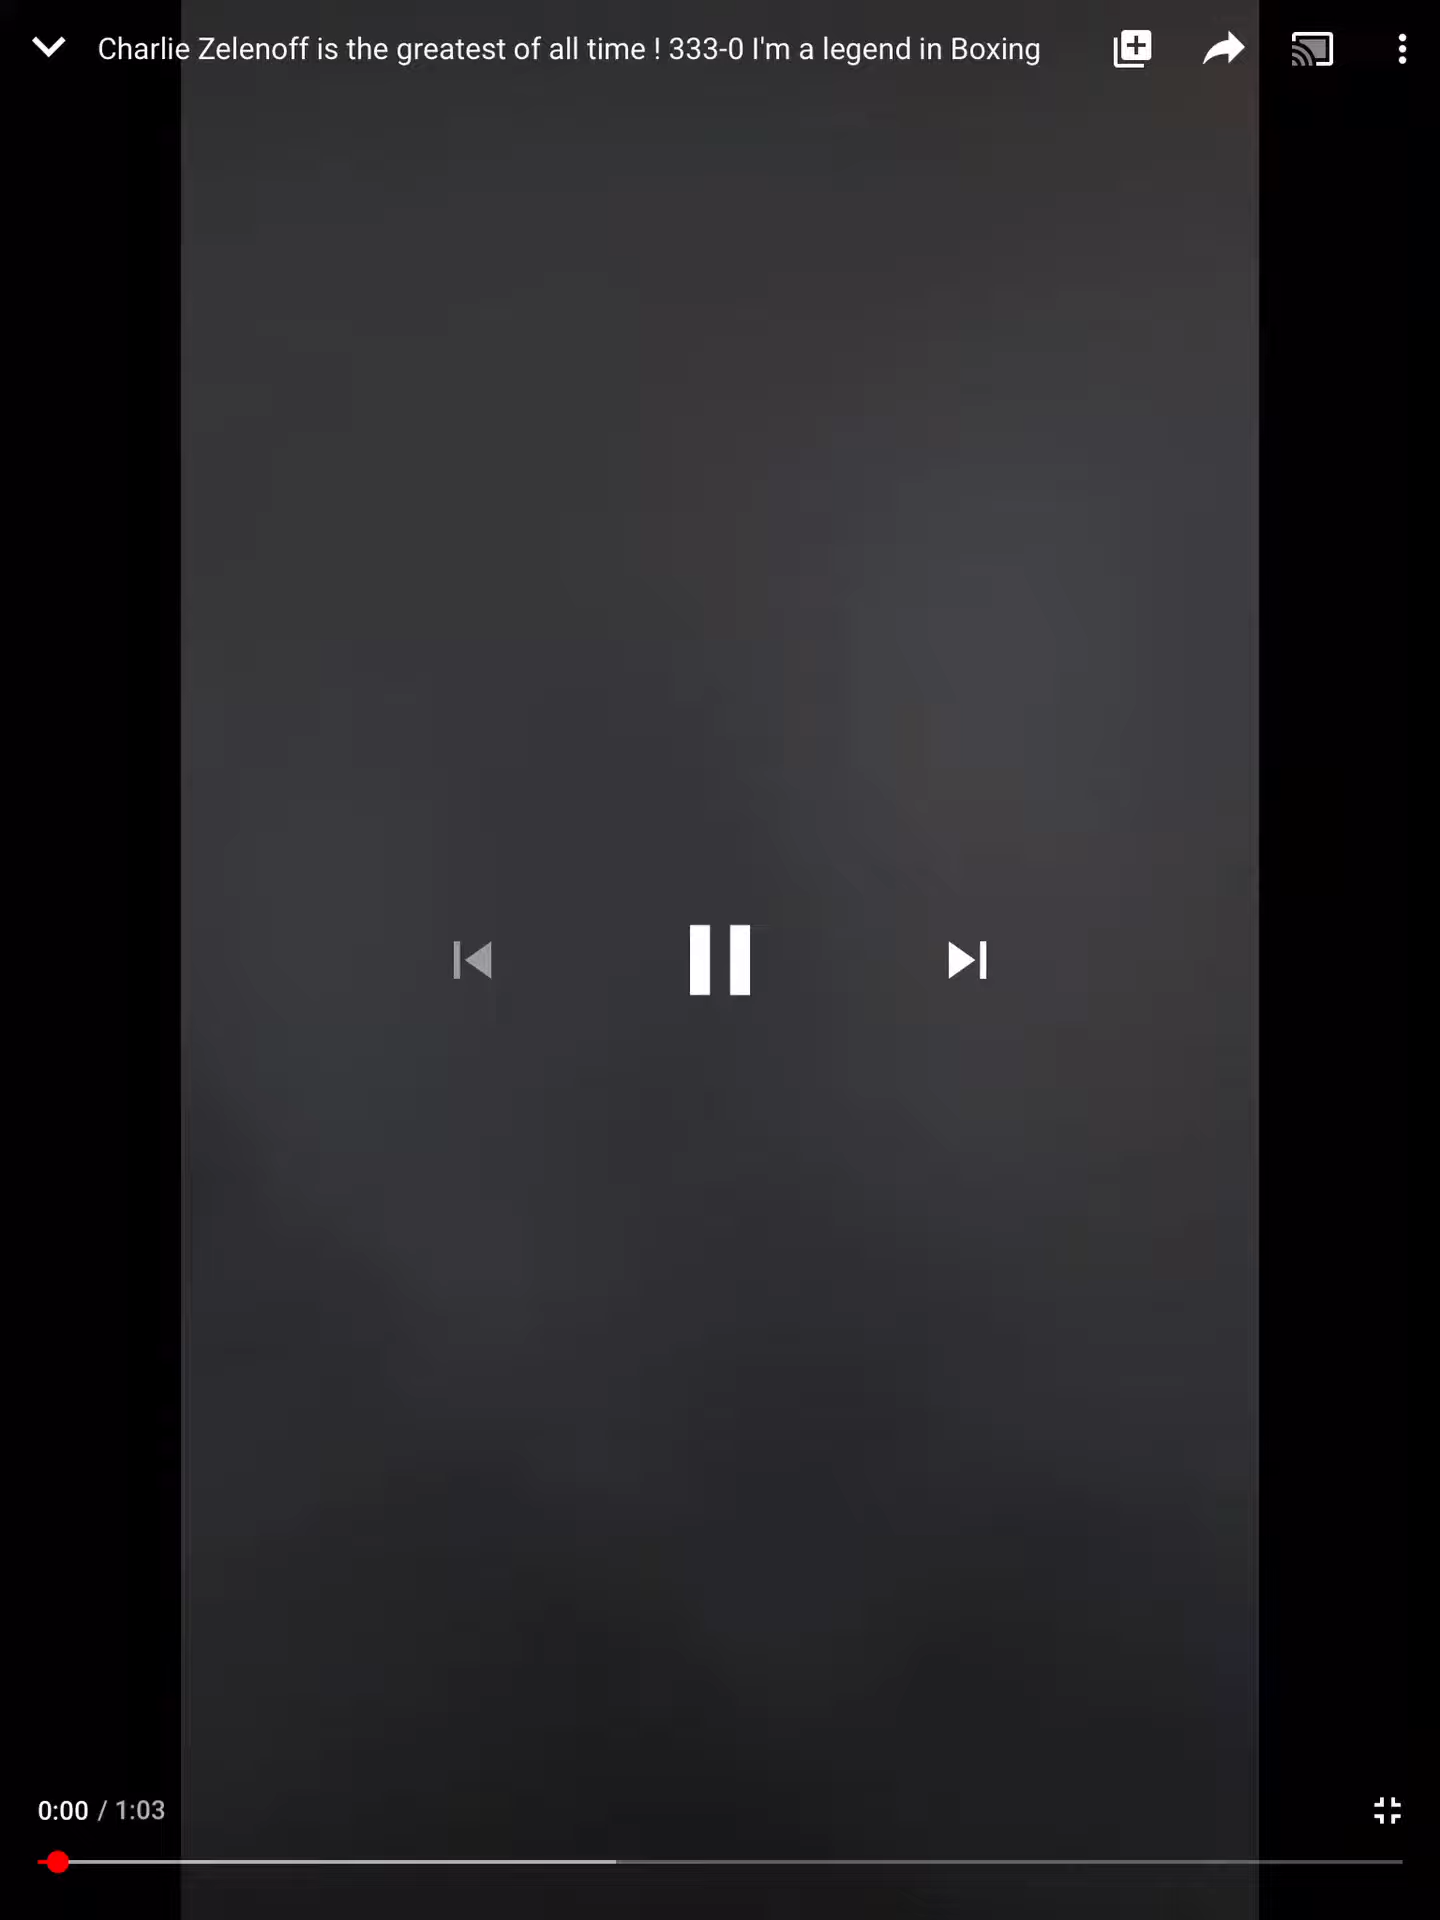 Charlie Zelenoff is the greatest of all time ! 333-0 I'm a legend in Boxing
0:00 / 1:03